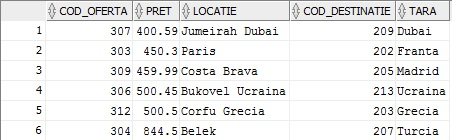 COD_OFERTA PRET LOCATIE COD_DESTINATIE TARA
1 307 400.59 Jumeirah Dubai 209 Dubai
2 303 450.3 Paris 202 Franta
3 309 459.99 Costa Brava 205 Madrid
4 306 500.45 Bukovel Ucraina 213 Ucraina
5 312 500.5 Corfu Grecia 203 Grecia
6 304 844.5 Belek 207 Turcia